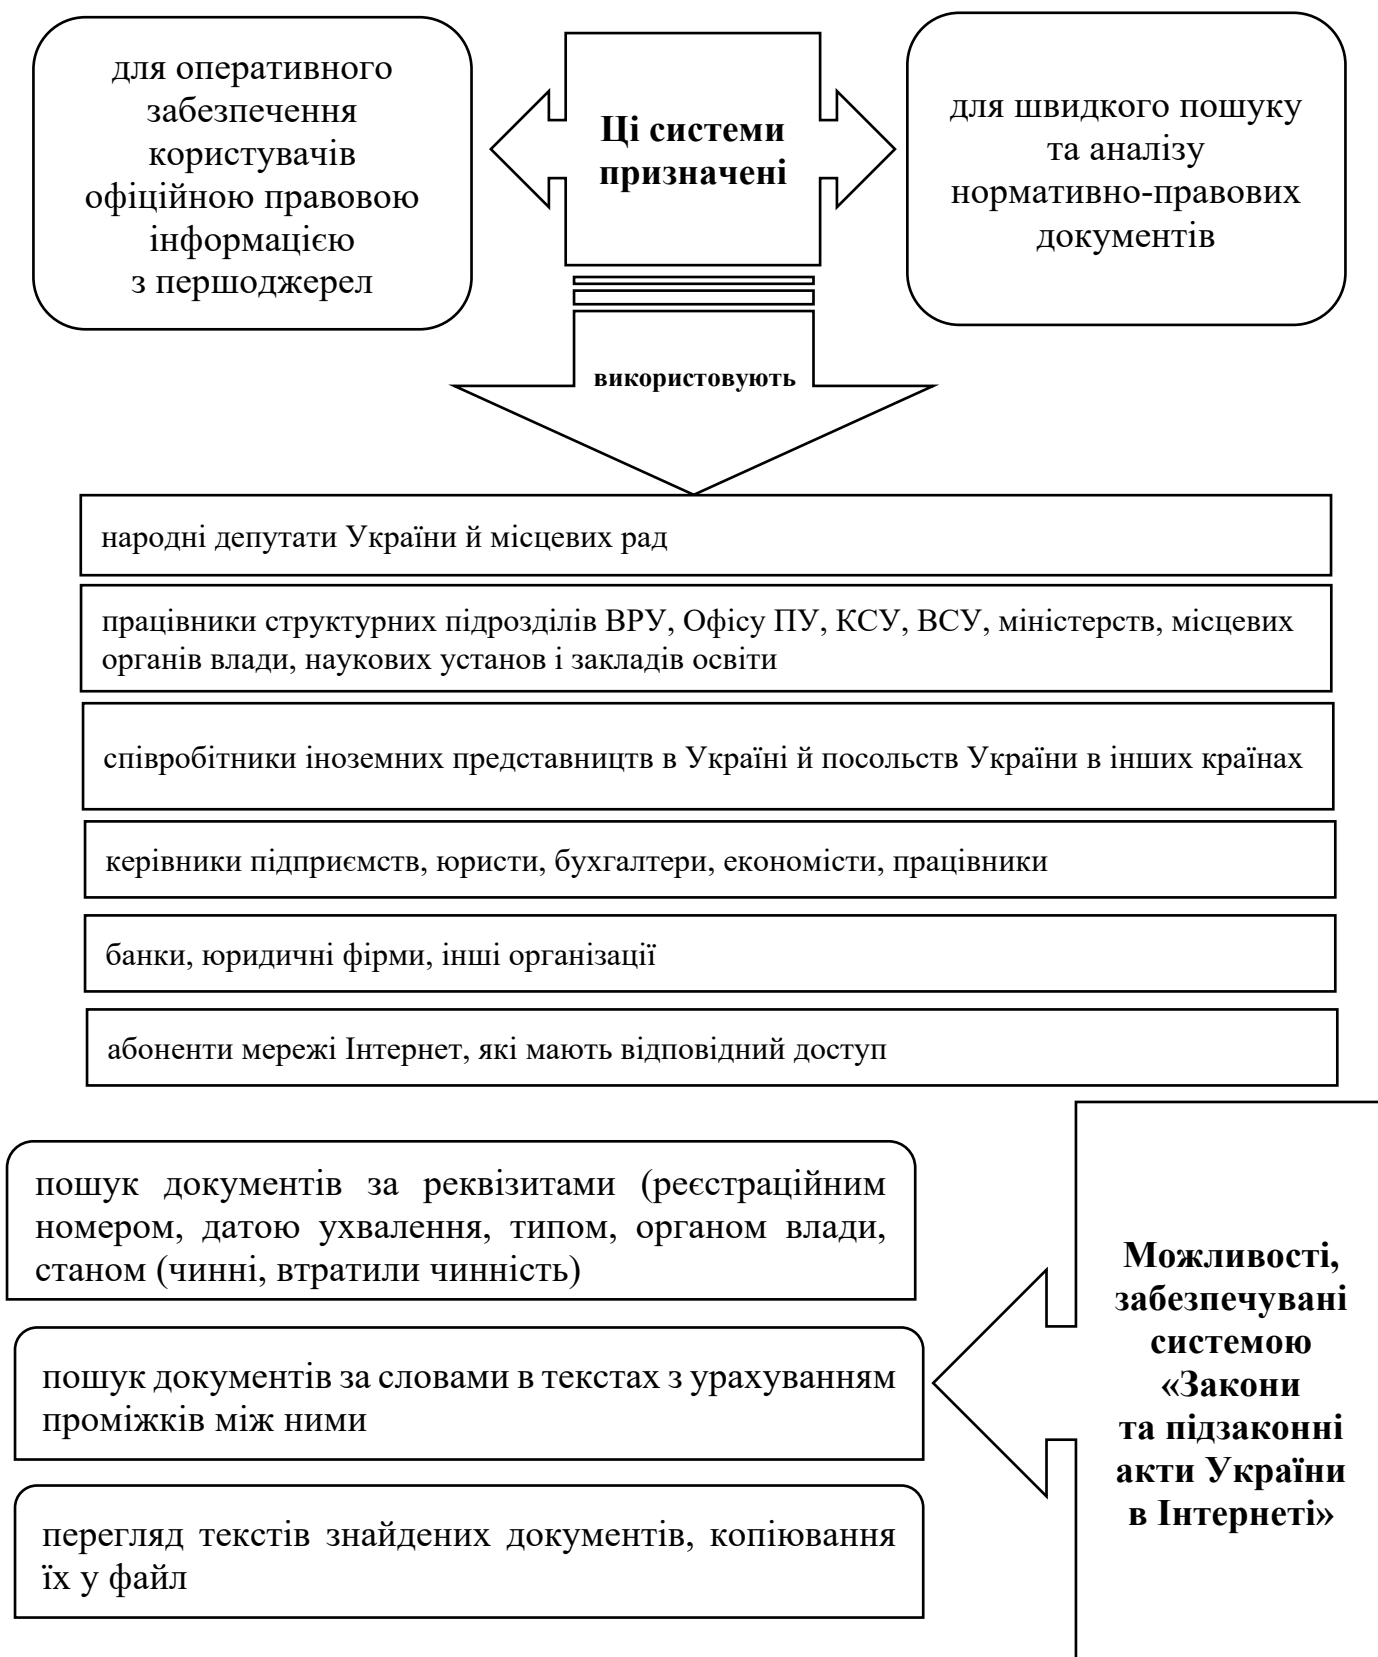 для оперативного
забезпечення
користувачів
офіційною правовою
інформацією
з першоджерел
Ці системи
призначені
для швидкого пошуку
та аналізу
нормативно-правових
документів
використовують
народні депутати України й місцевих рад
працівники структурних підрозділів ВРУ, Офісу ПУ, КСУ, ВСУ, міністерств, місцевих
органів влади, наукових установ і закладів освіти
співробітники іноземних представництв в Україні й посольств України в інших країнах
керівники підприємств, юристи, бухгалтери, економісти, працівники
банки, юридичні фірми, інші організації
абоненти мережі Інтернет, які мають відповідний доступ
пошук документів за реквізитами (реєстраційним
номером, датою ухвалення, типом, органом влади,
станом (чинні, втратили чинність)
пошук документів за словами в текстах з урахуванням
проміжків між ними
перегляд текстів знайдених документів, копіювання
їх у файл
Можливості,
забезпечувані
системою
«Закони
та підзаконні
акти України
в Інтернеті»